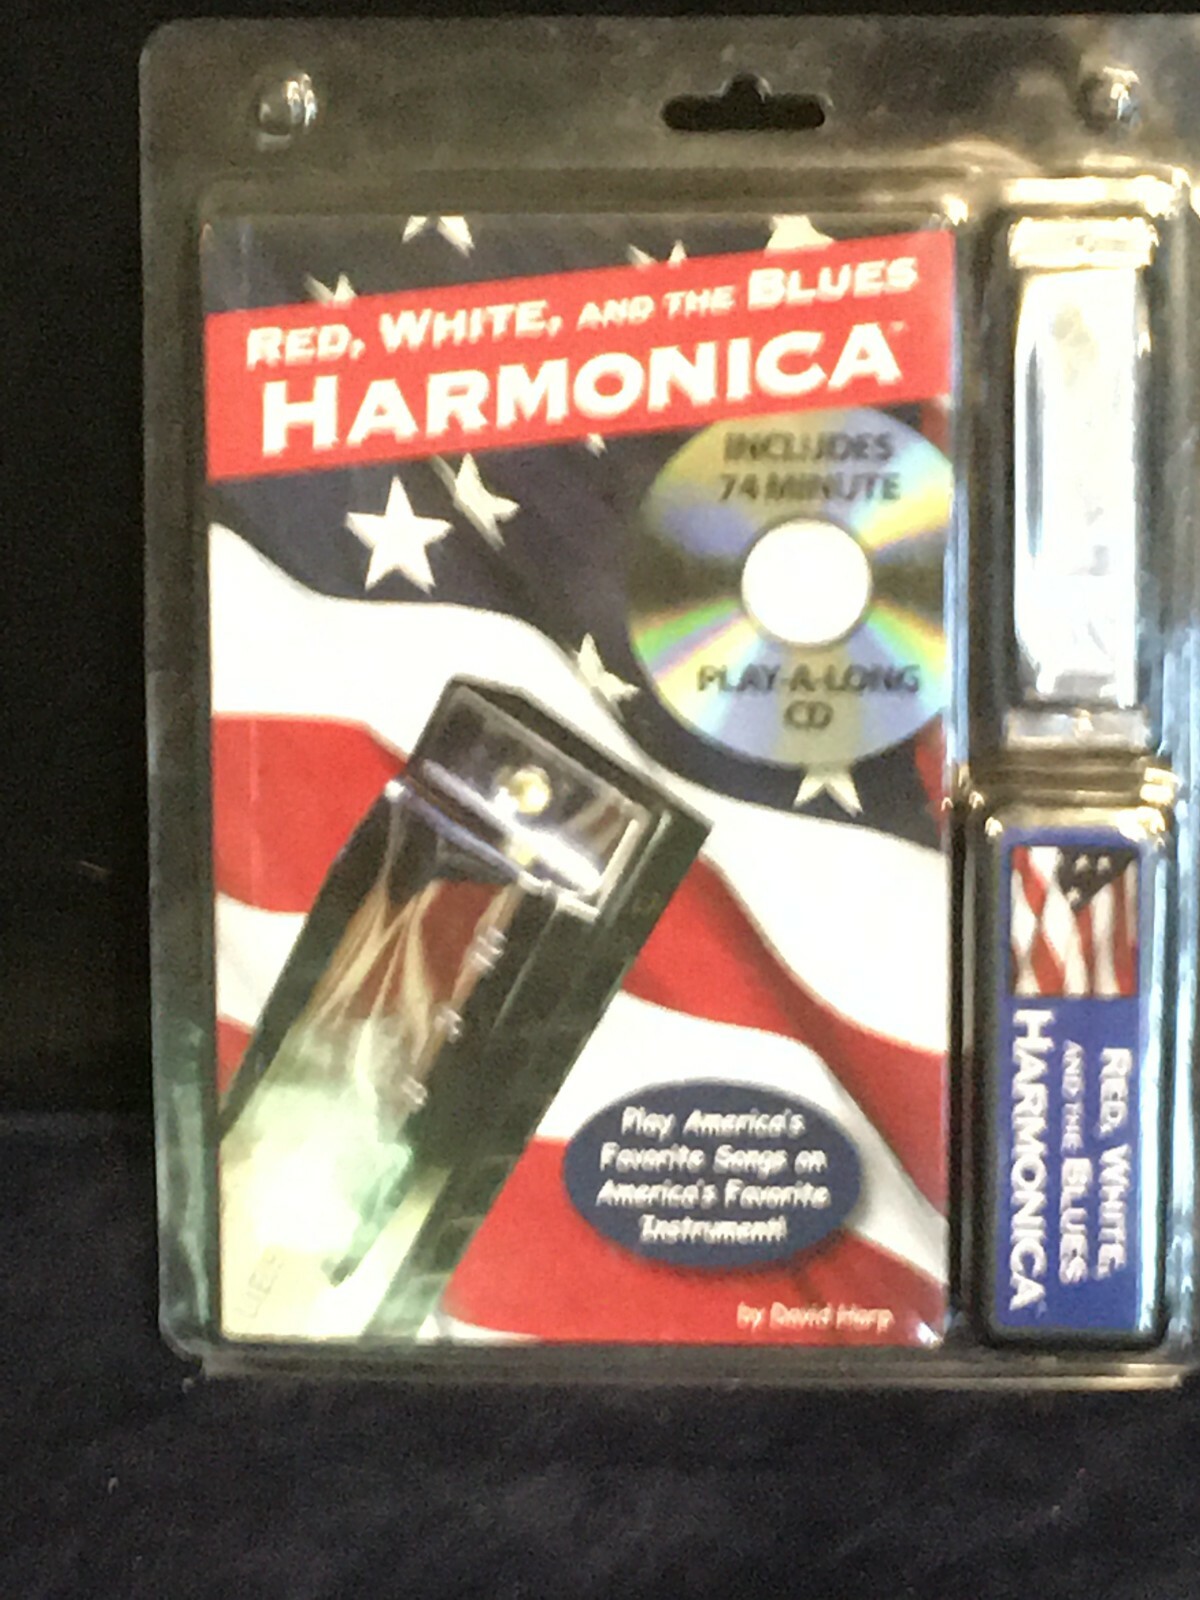 RED, WHITE, AND THE BLUES
HARMONICA™
INCLUDES
74 MINUTE
PLAY-A-LONG
CD
Play America's
Favorite Songs on
America's Favorite
Instrument!
by David Harp
RED, WHITE,
AND THE BLUES
HARMONICA